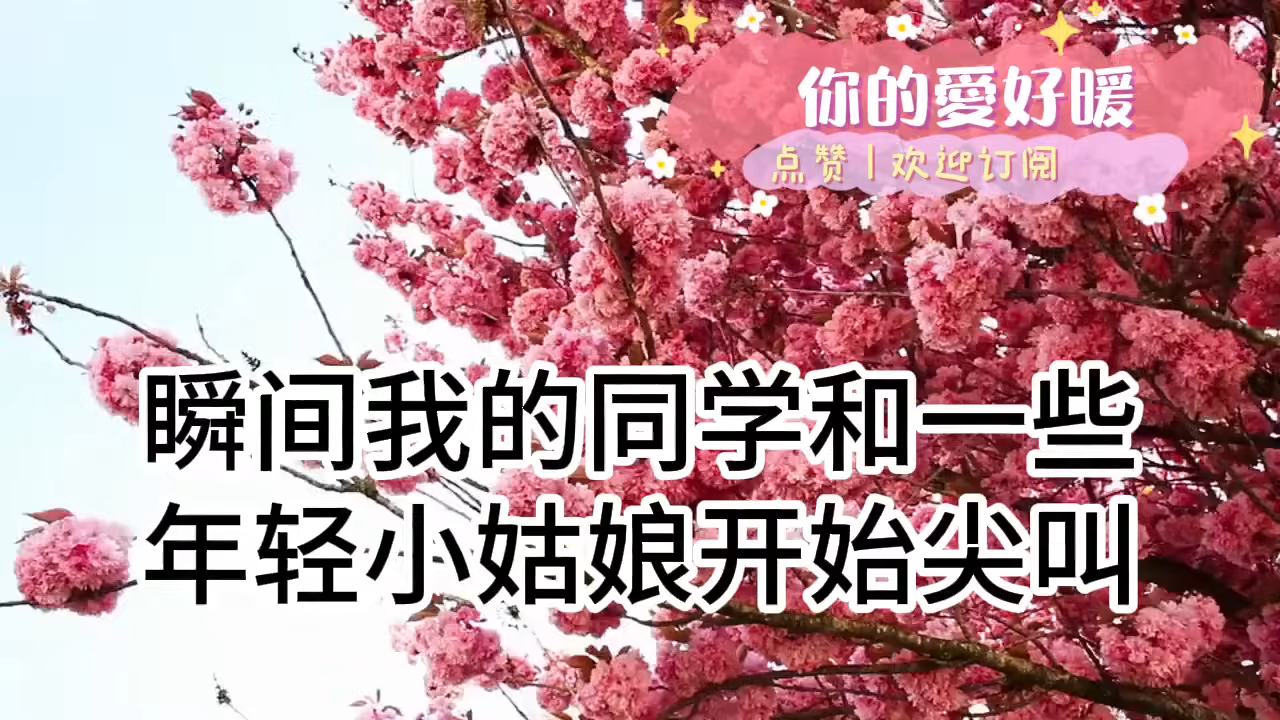 你的愛好暖
点赞 | 欢迎订阅
瞬间我的同学和一些
年轻小姑娘开始尖叫